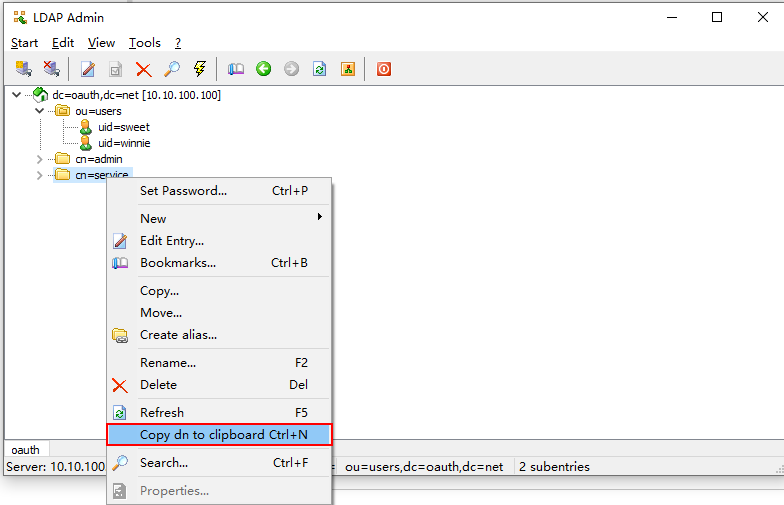 LDAP Admin
Start Edit View Tools ?
dc=oauth,dc=net [10.10.100.100]
ou=users
uid=sweet
uid=winnie
cn=admin
cn=service
Set Password... Ctrl+P
New
Edit Entry...
Bookmarks... Ctrl+B
Copy...
Move...
Create alias...
Rename... F2
Delete Del
Refresh F5
Copy dn to clipboard Ctrl+N
Search... Ctrl+F
Properties...
oauth
Server: 10.10.100 = ou=users,dc=oauth,dc=net 2 subentries